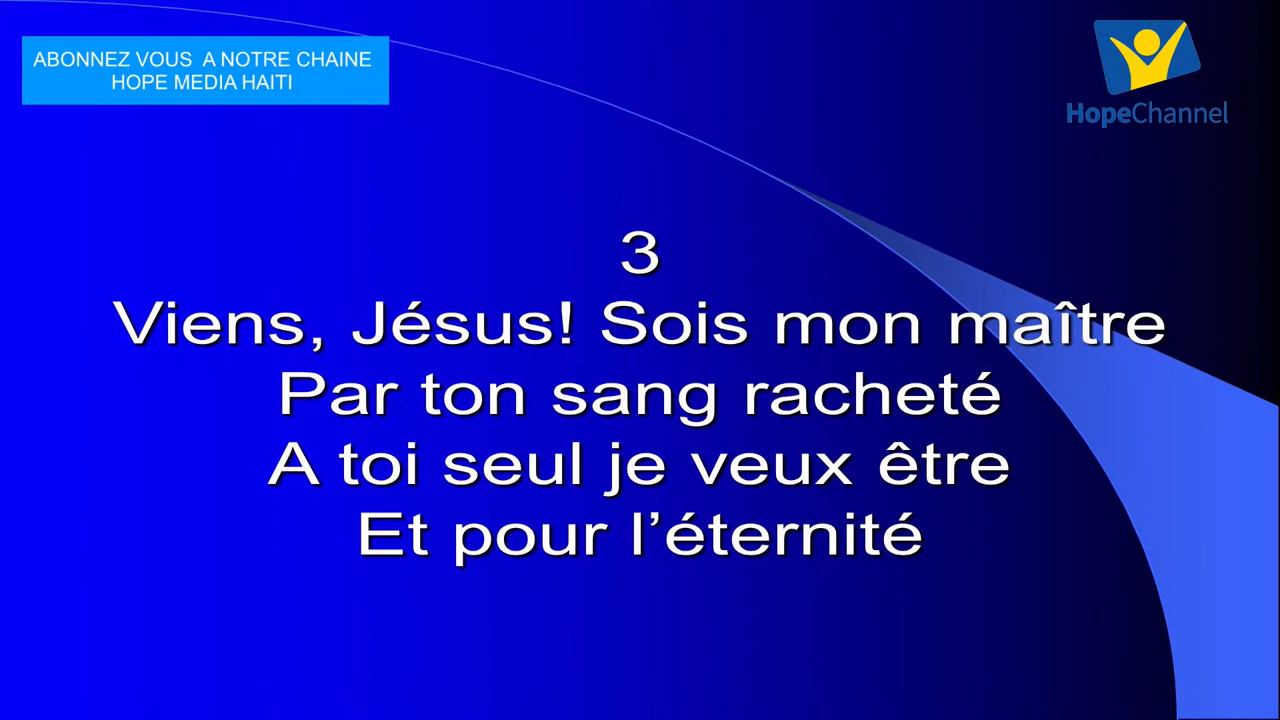 ABONNEZ VOUS A NOTRE CHAINE
HOPE MEDIA HAITI
HopeChannel
3
Viens, Jésus! Sois mon maître
Par ton sang racheté
A toi seul je veux être
Et pour l’éternité